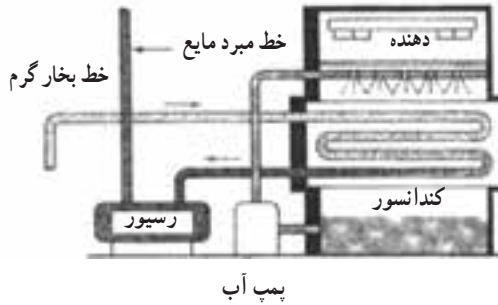 دهنده
خط مبرد مایع
خط بخار گرم
کندانسور
رسیور
پمپ آب